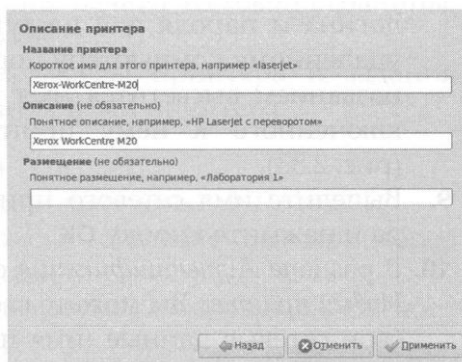 Описание принтера
Название принтера
Короткое имя для этого принтера, например «laserjet»
Xerox-WorkCentre-M20
Описание (не обязательно)
Понятное описание, например, «HP Laserjet с переворотом»
Xerox WorkCentre M20
Размещение (не обязательно)
Понятное размещение, например, «Лаборатория 1»
Назад
Отменить
Применить